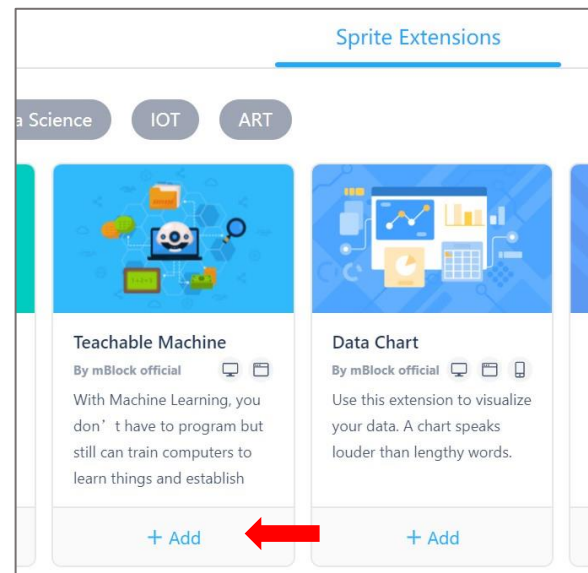 Sprite Extensions
a Science
IOT
ART
Teachable Machine
By mBlock official
With Machine Learning, you
don’t have to program but
still can train computers to
learn things and establish
+ Add
Data Chart
By mBlock official
Use this extension to visualize
your data. A chart speaks
louder than lengthy words.
+ Add